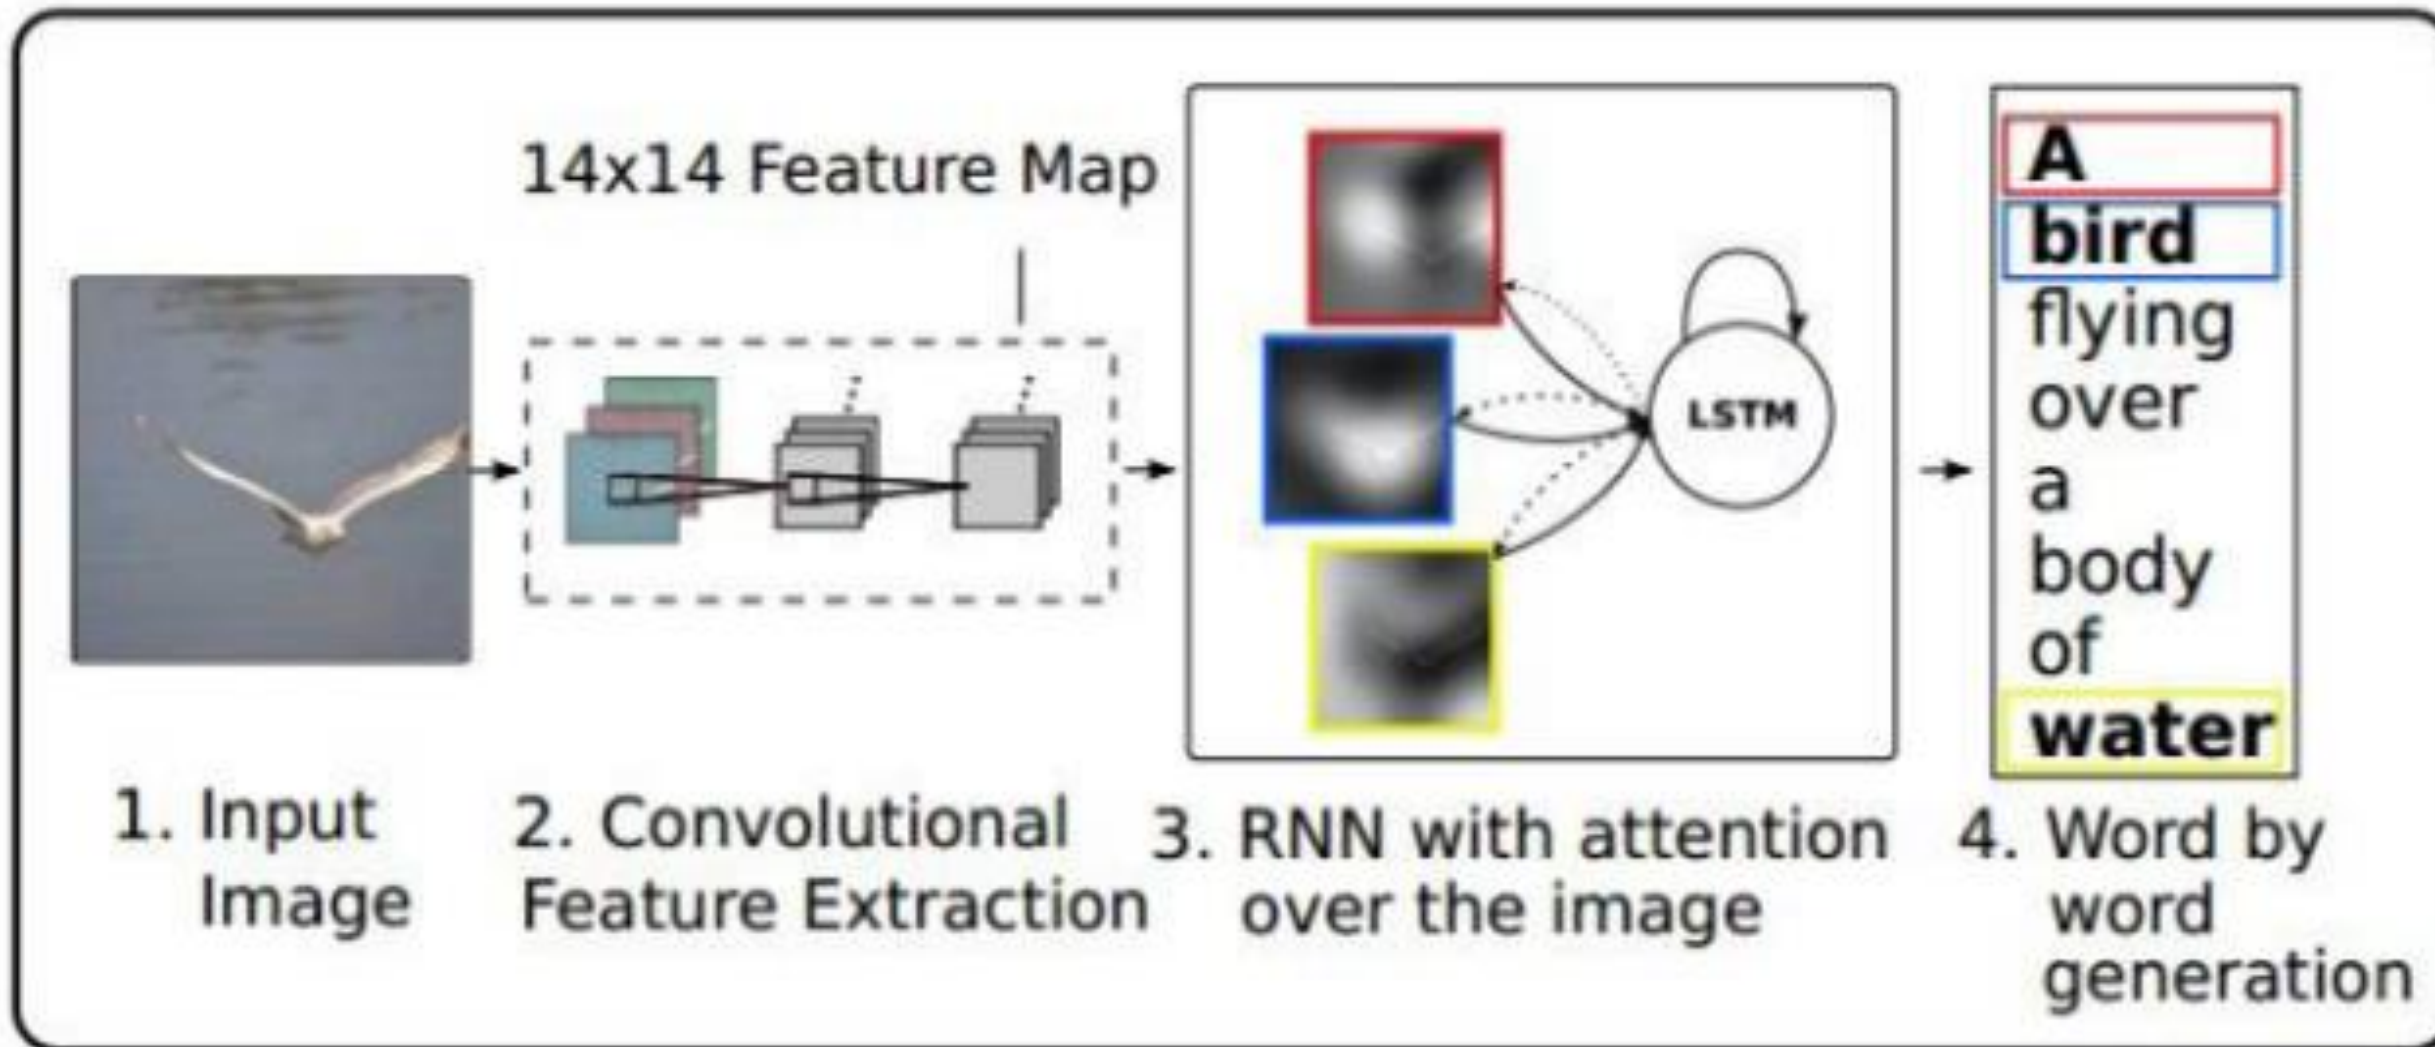 14x14 Feature Map
LSTM
A
bird
flying
over
a
body
of
water
1. Input
Image
2. Convolutional
Feature Extraction
3. RNN with attention
over the image
4. Word by
word
generation